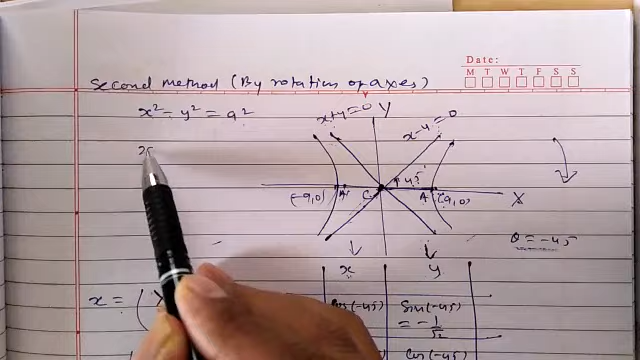 Date:
M T W T F S S
Second method (By rotation of axes)
x² - y² = a²
x+y=0 Y
x-y=0
45°
(-a,0) A' C A (a,0) X
θ = -45
x y
x = (
Cos(-45) Sin(-45)
= -1/√2
Cos(-45)